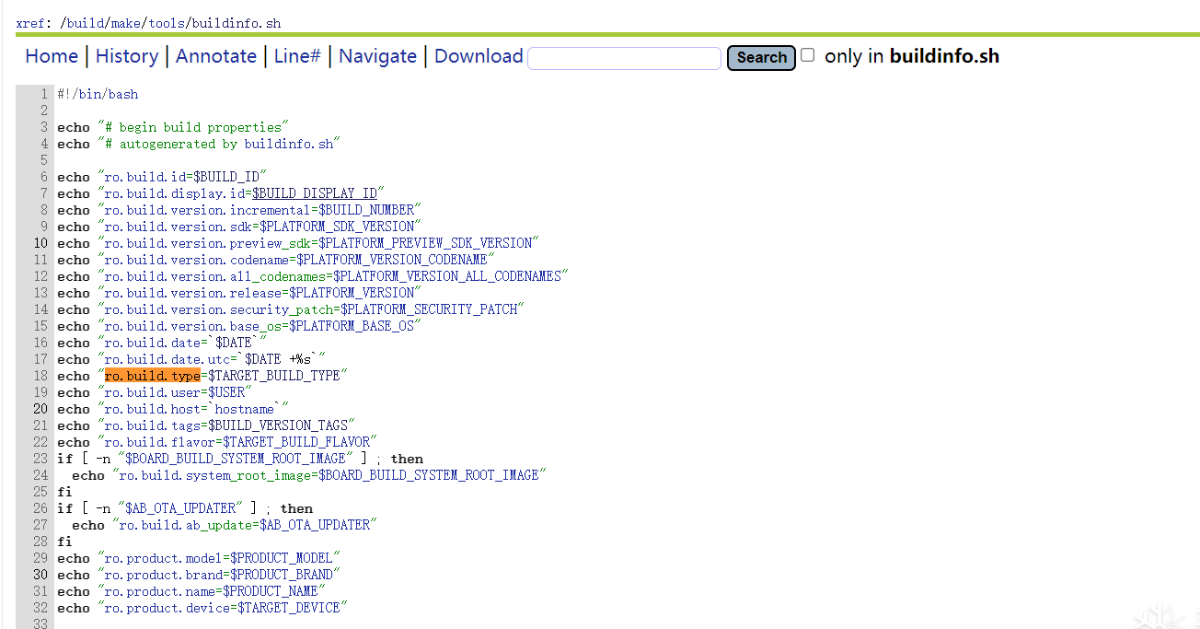 xref: /build/make/tools/buildinfo.sh
Home | History | Annotate | Line# | Navigate | Download Search only in buildinfo.sh
1 #!/bin/bash
2
3 echo "# begin build properties"
4 echo "# autogenerated by buildinfo.sh"
5
6 echo "ro.build.id=$BUILD_ID"
7 echo "ro.build.display.id=$BUILD_DISPLAY_ID"
8 echo "ro.build.version.incremental=$BUILD_NUMBER"
9 echo "ro.build.version.sdk=$PLATFORM_SDK_VERSION"
10 echo "ro.build.version.preview_sdk=$PLATFORM_PREVIEW_SDK_VERSION"
11 echo "ro.build.version.codename=$PLATFORM_VERSION_CODENAME"
12 echo "ro.build.version.all_codenames=$PLATFORM_VERSION_ALL_CODENAMES"
13 echo "ro.build.version.release=$PLATFORM_VERSION"
14 echo "ro.build.version.security_patch=$PLATFORM_SECURITY_PATCH"
15 echo "ro.build.version.base_os=$PLATFORM_BASE_OS"
16 echo "ro.build.date=`$DATE`"
17 echo "ro.build.date.utc=`$DATE +%s`"
18 echo "ro.build.type=$TARGET_BUILD_TYPE"
19 echo "ro.build.user=$USER"
20 echo "ro.build.host=`hostname`"
21 echo "ro.build.tags=$BUILD_VERSION_TAGS"
22 echo "ro.build.flavor=$TARGET_BUILD_FLAVOR"
23 if [ -n "$BOARD_BUILD_SYSTEM_ROOT_IMAGE" ] ; then
24 echo "ro.build.system_root_image=$BOARD_BUILD_SYSTEM_ROOT_IMAGE"
25 fi
26 if [ -n "$AB_OTA_UPDATER" ] ; then
27 echo "ro.build.ab_update=$AB_OTA_UPDATER"
28 fi
29 echo "ro.product.model=$PRODUCT_MODEL"
30 echo "ro.product.brand=$PRODUCT_BRAND"
31 echo "ro.product.name=$PRODUCT_NAME"
32 echo "ro.product.device=$TARGET_DEVICE"
33